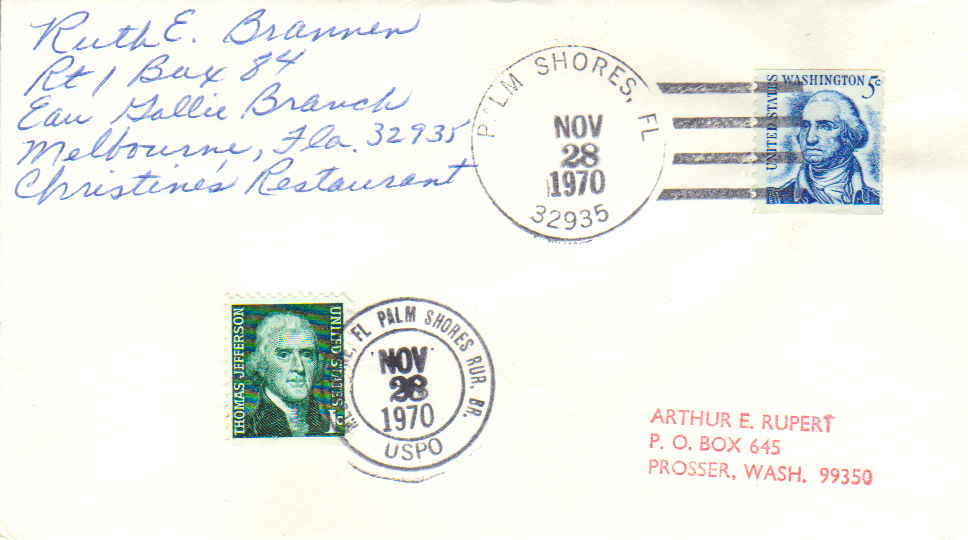 Ruth E. Brannen
Rt 1 Box 84
Eau Gallie Branch
Melbourne, Fla. 32935
Christine's Restaurant
PALM SHORES, FL
NOV
28
1970
32935
UNITED STATES
WASHINGTON 5c
THOMAS JEFFERSON
UNITED STATES 1c
FL PALM SHORES RUR. BR.
NOV
28
1970
USPO
ARTHUR E. RUPERT
P. O. BOX 645
PROSSER, WASH. 99350